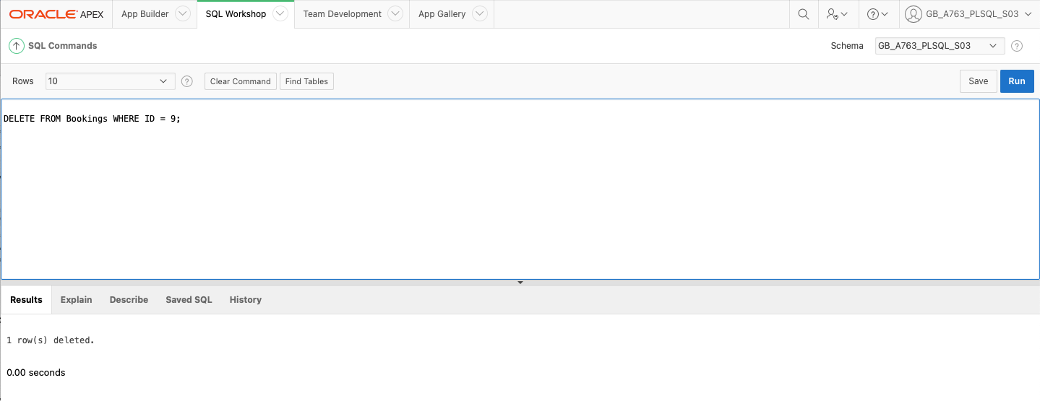 ORACLE APEX App Builder SQL Workshop Team Development App Gallery GB_A763_PLSQL_S03
SQL Commands Schema GB_A763_PLSQL_S03
Rows 10 Clear Command Find Tables Save Run
DELETE FROM Bookings WHERE ID = 9;
Results Explain Describe Saved SQL History
1 row(s) deleted.
0.00 seconds